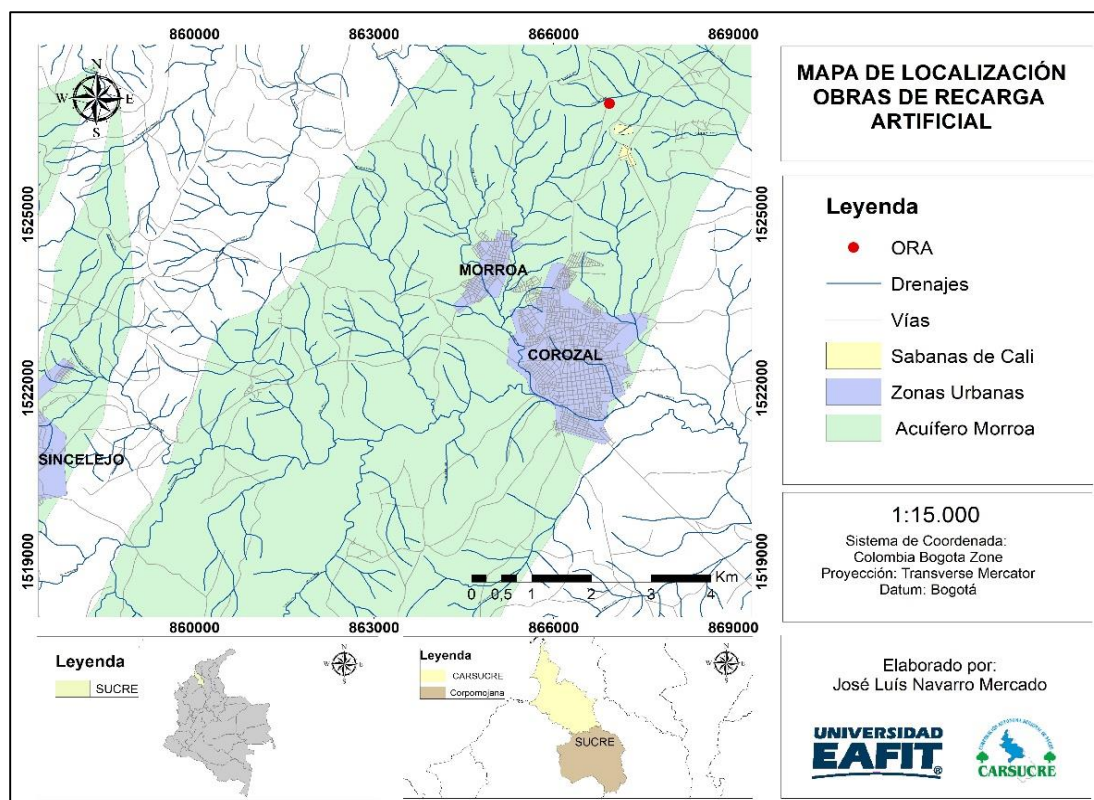 860000
863000
866000
869000
N
W
E
S
1525000
1525000
MORROA
COROZAL
1522000
1522000
SINCELEJO
1519000
1519000
Km
0 0,5 1 2 3 4
860000
863000
866000
869000
MAPA DE LOCALIZACIÓN
OBRAS DE RECARGA
ARTIFICIAL
Leyenda
ORA
Drenajes
Vías
Sabanas de Cali
Zonas Urbanas
Acuífero Morroa
1:15.000
Sistema de Coordenada:
Colombia Bogota Zone
Proyección: Transverse Mercator
Datum: Bogotá
Elaborado por:
José Luís Navarro Mercado
UNIVERSIDAD
EAFIT®
CARSUCRE
Leyenda
SUCRE
Leyenda
CARSUCRE
Corpomojana
SUCRE